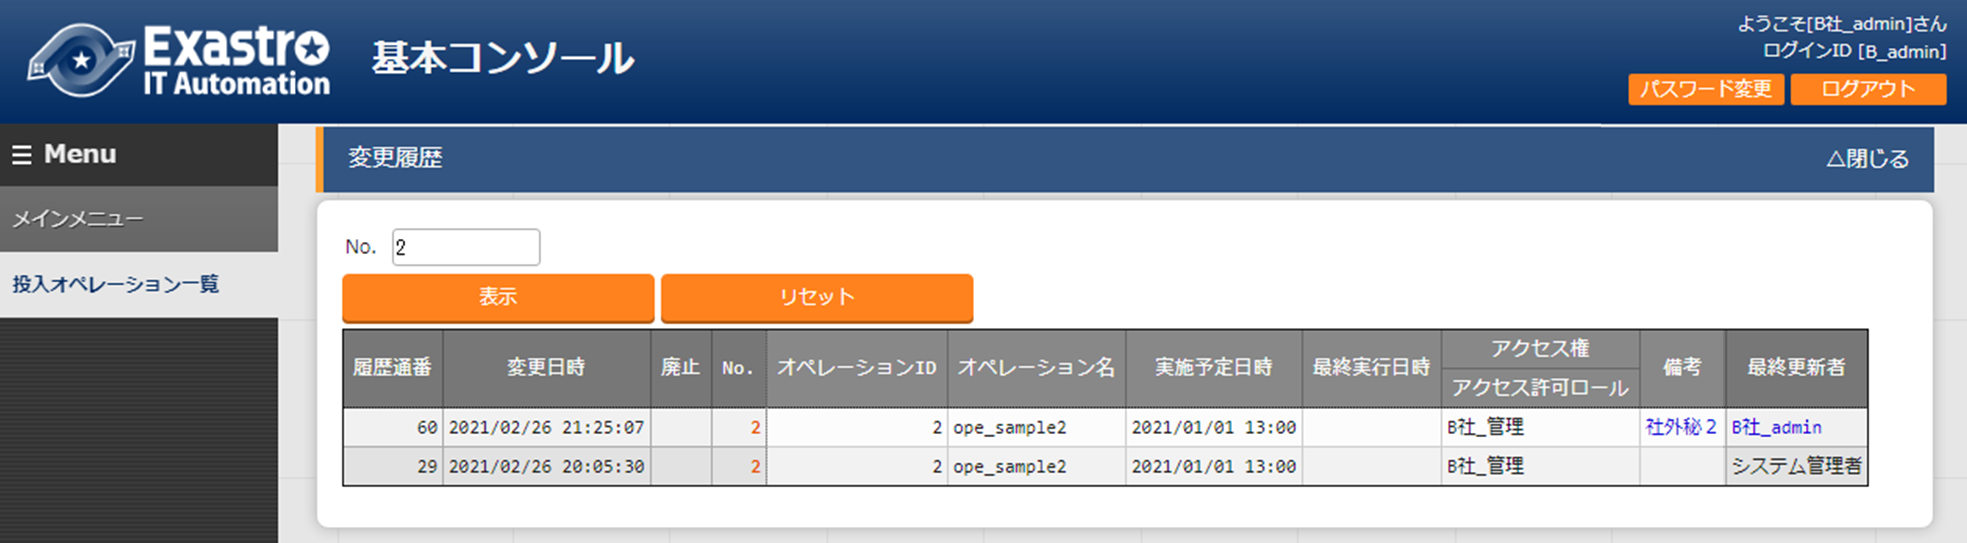 Exastro
IT Automation
基本コンソール
ようこそ[B社_admin]さん
ログインID [B_admin]
パスワード変更 ログアウト
Menu
メインメニュー
投入オペレーション一覧
変更履歴 △閉じる
No. 2
表示 リセット
履歴通番 変更日時 廃止 No. オペレーションID オペレーション名 実施予定日時 最終実行日時 アクセス権 備考 最終更新者
アクセス許可ロール
60 2021/02/26 21:25:07 2 2 ope_sample2 2021/01/01 13:00 B社_管理 社外秘２ B社_admin
29 2021/02/26 20:05:30 2 2 ope_sample2 2021/01/01 13:00 B社_管理 システム管理者